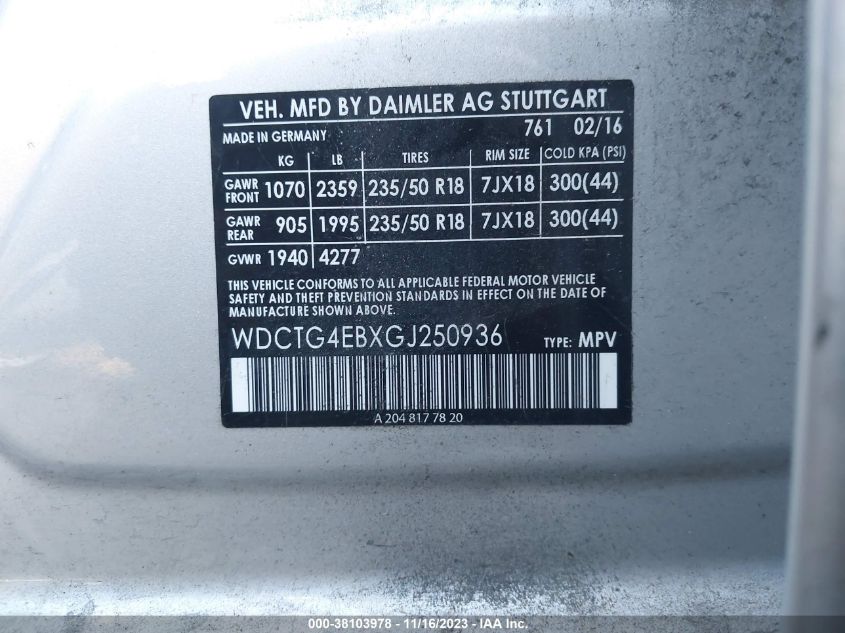 VEH. MFD BY DAIMLER AG STUTTGART
MADE IN GERMANY 761 02/16
KG LB TIRES RIM SIZE COLD KPA (PSI)
GAWR FRONT 1070 2359 235/50 R18 7JX18 300(44)
GAWR REAR 905 1995 235/50 R18 7JX18 300(44)
GVWR 1940 4277
THIS VEHICLE CONFORMS TO ALL APPLICABLE FEDERAL MOTOR VEHICLE
SAFETY AND THEFT PREVENTION STANDARDS IN EFFECT ON THE DATE OF
MANUFACTURE SHOWN ABOVE.
WDCTG4EBXGJ250936 TYPE: MPV
A 204 817 78 20
000-38103978 - 11/16/2023 - IAAI.COM